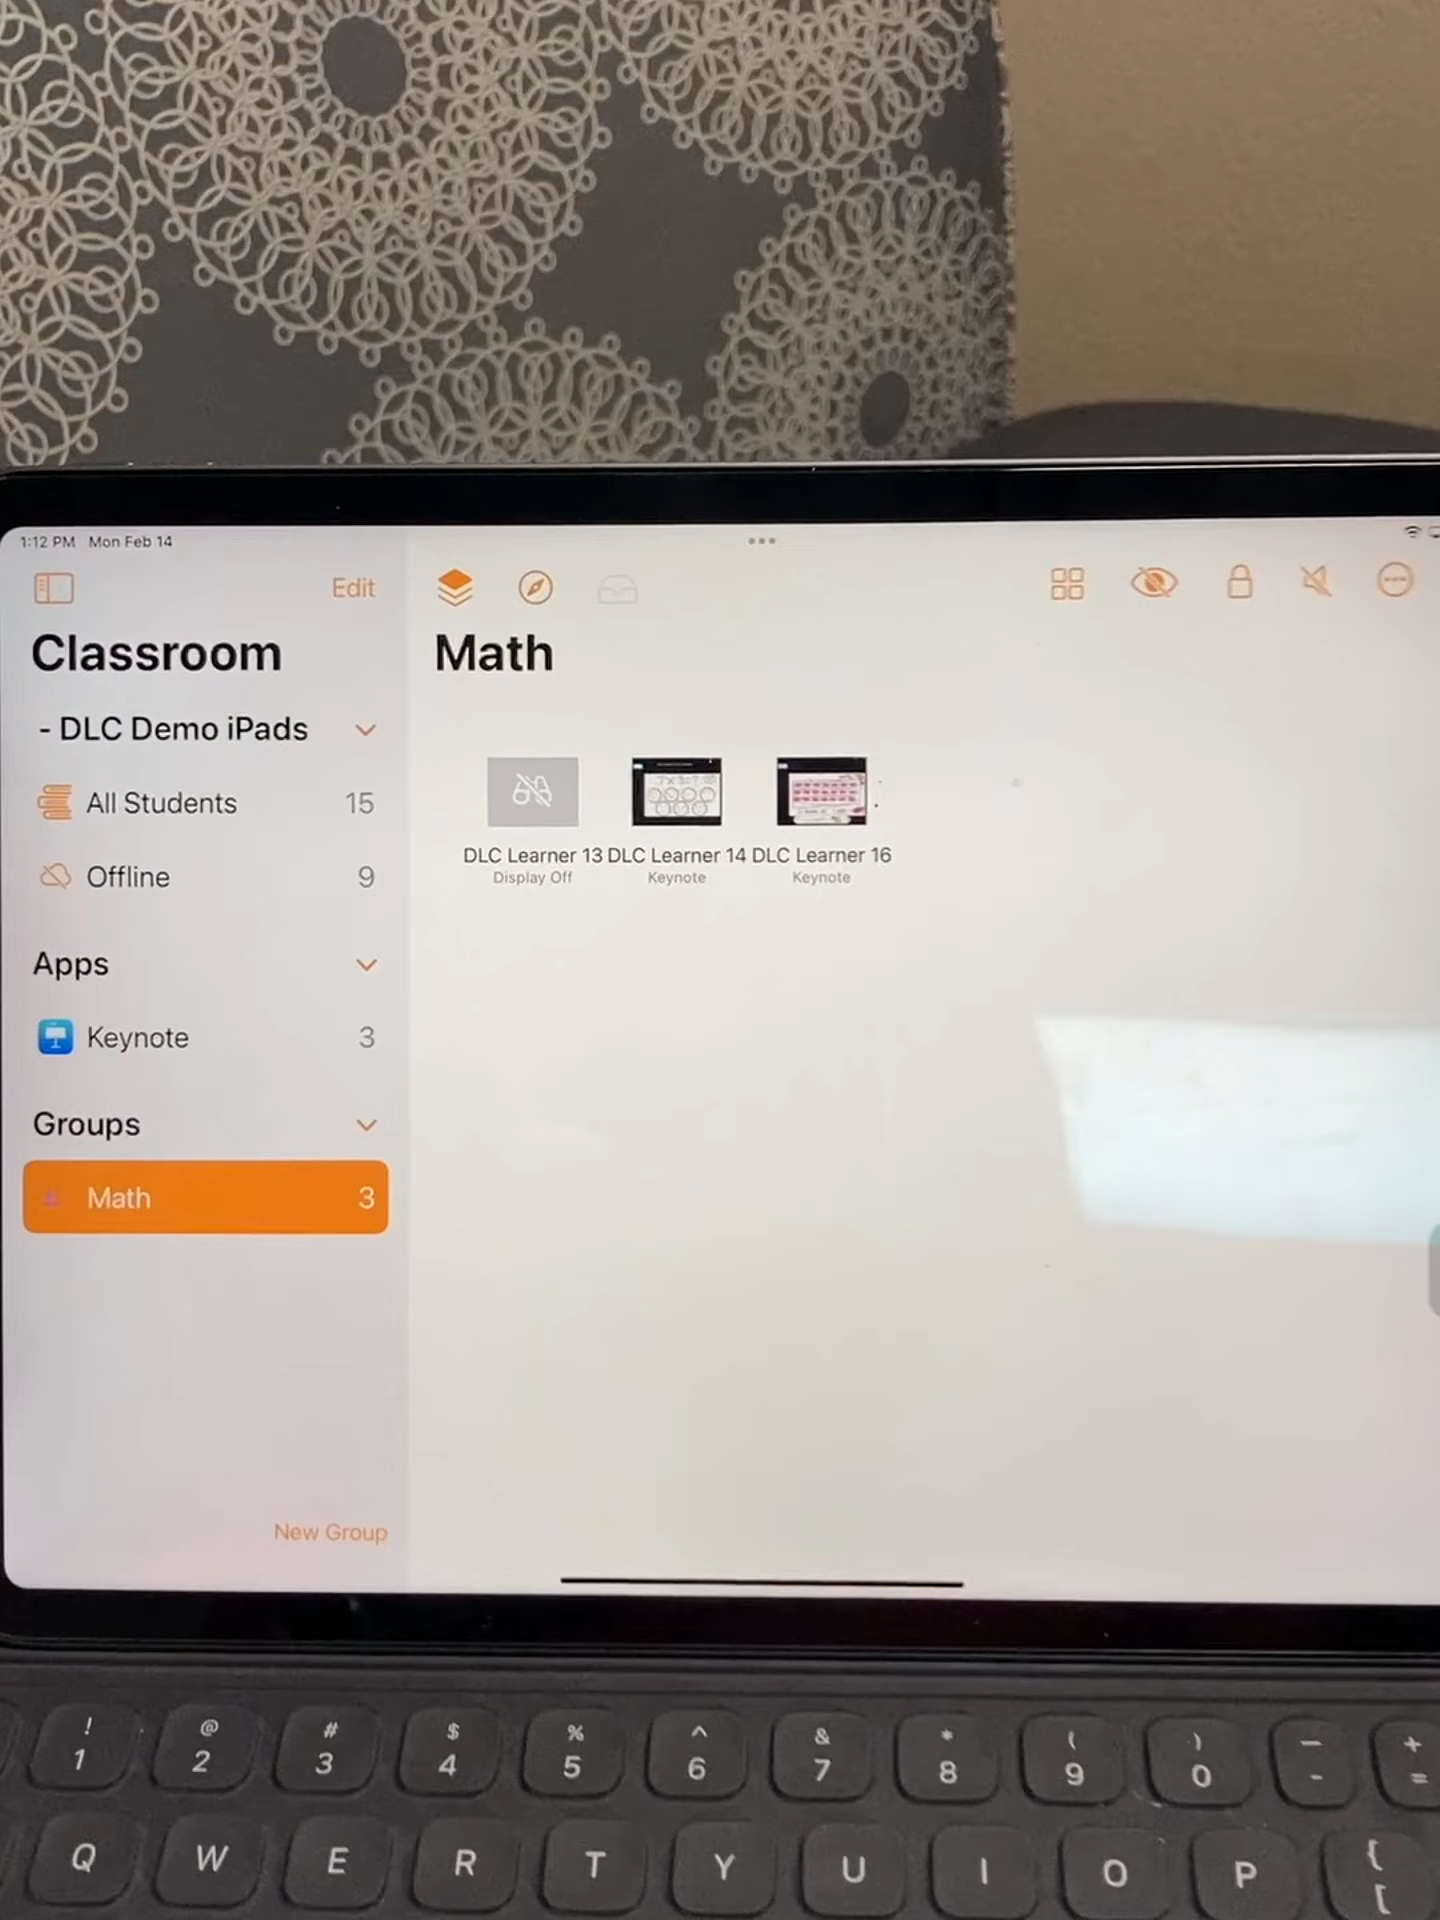 1:12 PM Mon Feb 14
Edit
Classroom
- DLC Demo iPads
All Students 15
Offline 9
Apps
Keynote 3
Groups
Math 3
New Group
Math
DLC Learner 13
Display Off
DLC Learner 14
Keynote
DLC Learner 16
Keynote
! @ # $ % ^ & * ( ) — +
1 2 3 4 5 6 7 8 9 0 - =
Q W E R T Y U I O P {
[